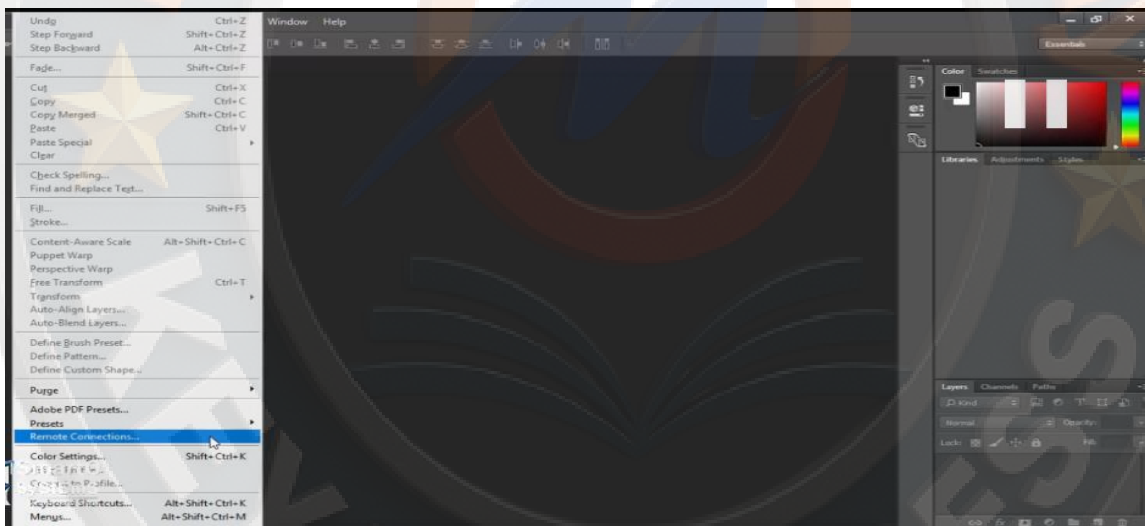 Window Help
Undo Ctrl+Z
Step Forward Shift+Ctrl+Z
Step Backward Alt+Ctrl+Z
Fade... Shift+Ctrl+F
Cut Ctrl+X
Copy Ctrl+C
Copy Merged Shift+Ctrl+C
Paste Ctrl+V
Paste Special
Clear
Check Spelling...
Find and Replace Text...
Fill... Shift+F5
Stroke...
Content-Aware Scale Alt+Shift+Ctrl+C
Puppet Warp
Perspective Warp
Free Transform Ctrl+T
Transform
Auto-Align Layers...
Auto-Blend Layers...
Define Brush Preset...
Define Pattern...
Define Custom Shape...
Purge
Adobe PDF Presets...
Presets
Remote Connections...
Color Settings... Shift+Ctrl+K
to Profile...
Keyboard Shortcuts... Alt+Shift+Ctrl+K
Menus... Alt+Shift+Ctrl+M
Essentials
Color Swatches
Libraries Adjustments Styles
Layers Channels Paths
Kind
Normal Opacity:
Lock: Fill:
ESS